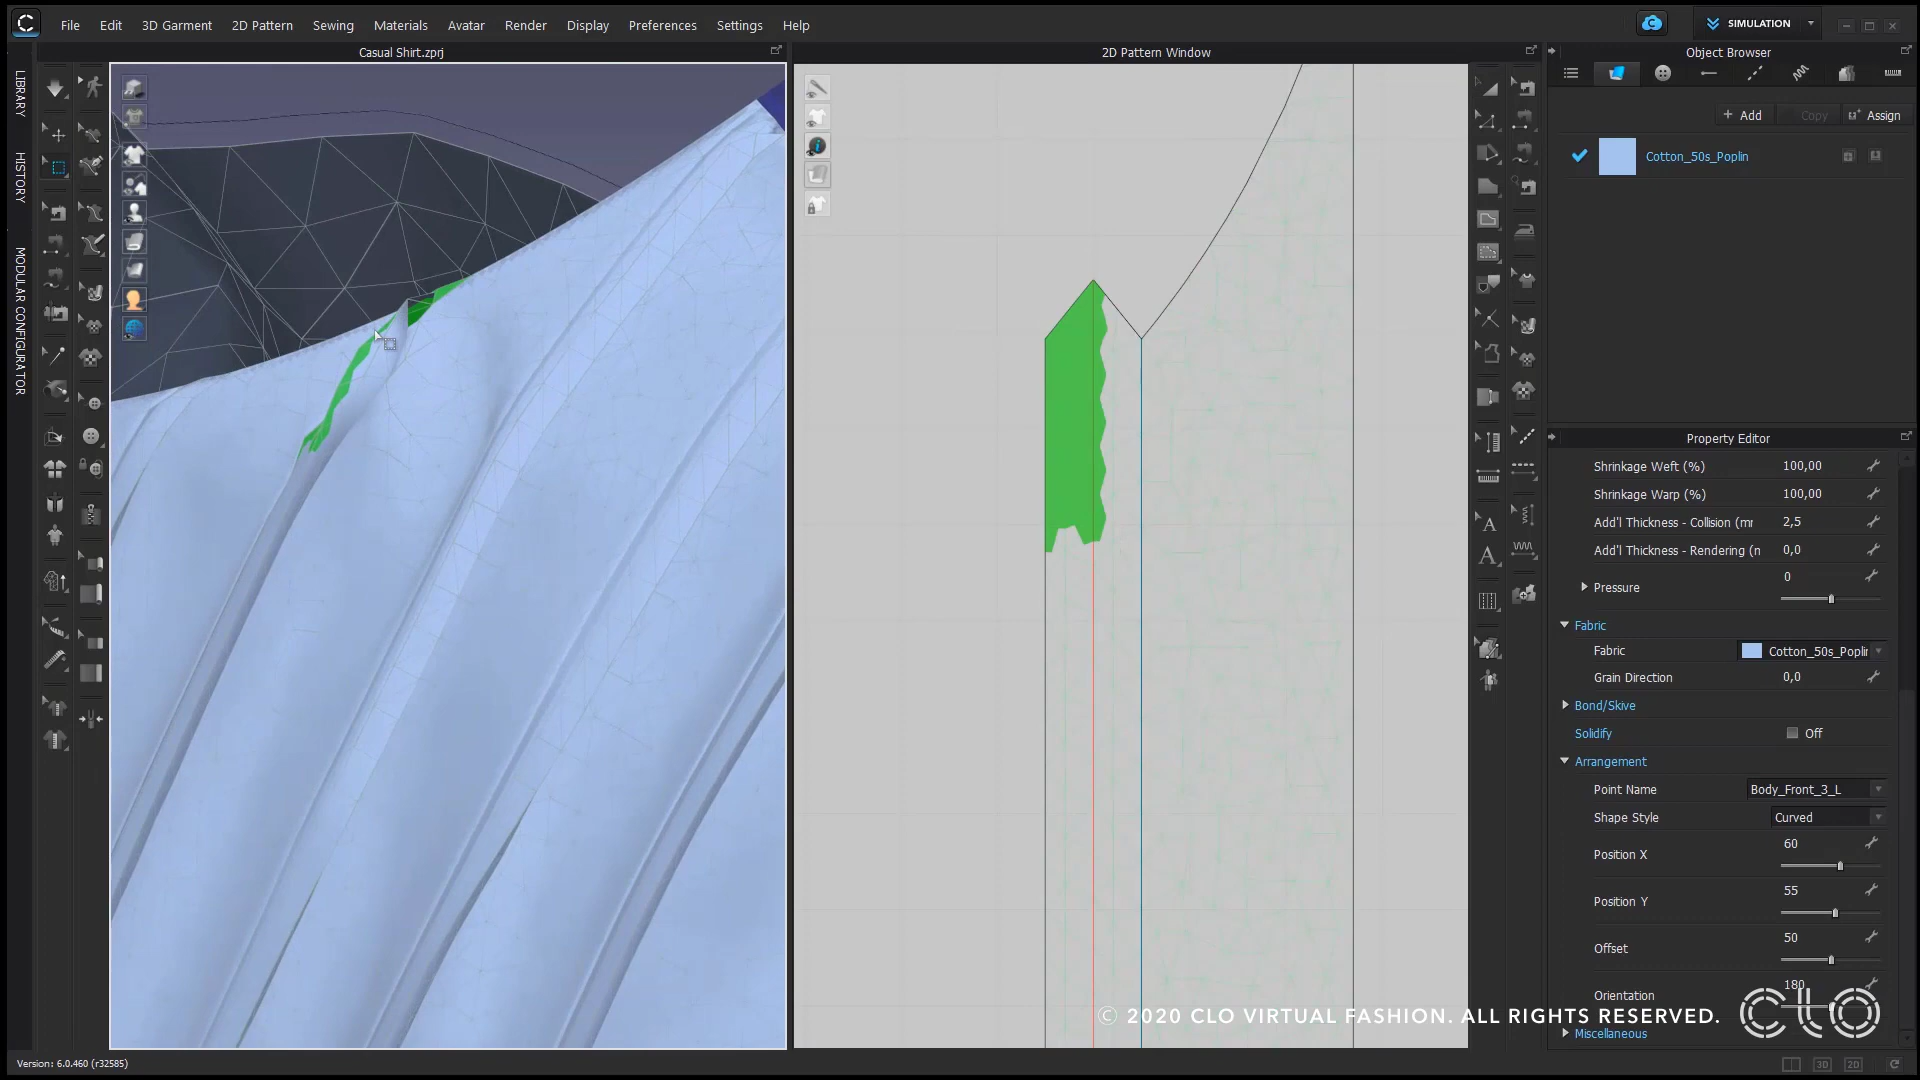 File Edit 3D Garment 2D Pattern Sewing Materials Avatar Render Display Preferences Settings Help
SIMULATION
Casual Shirt.zprj
2D Pattern Window
Object Browser
LIBRARY
HISTORY
MODULAR CONFIGURATOR
+ Add Copy Assign
Cotton_50s_Poplin
Property Editor
Shrinkage Weft (%) 100,00
Shrinkage Warp (%) 100,00
Add'l Thickness - Collision (mr 2,5
Add'l Thickness - Rendering (n 0,0
Pressure 0
Fabric
Fabric Cotton_50s_Poplin
Grain Direction 0,0
Bond/Skive
Solidify Off
Arrangement
Point Name Body_Front_3_L
Shape Style Curved
Position X 60
Position Y 55
Offset 50
Orientation 180
© 2020 CLO VIRTUAL FASHION. ALL RIGHTS RESERVED.
CLO
Miscellaneous
Version: 6.0.460 (r32585)
3D 2D